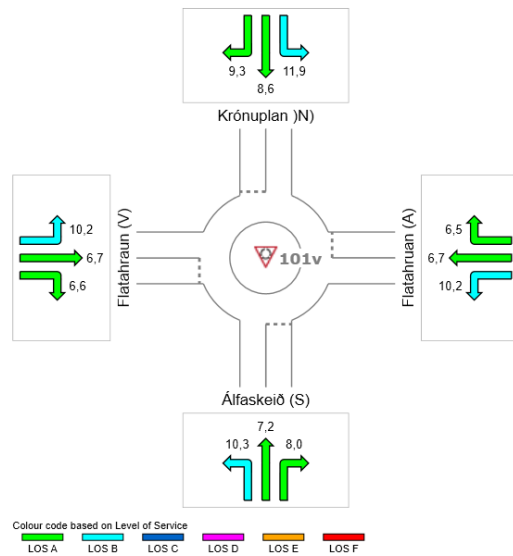 9,3
11,9
8,6
Krónuplan )N)
10,2
6,7
6,6
Flatahraun (V)
101v
Flatahruan (A)
6,5
6,7
10,2
Álfaskeið (S)
7,2
10,3
8,0
Colour code based on Level of Service
LOS A LOS B LOS C LOS D LOS E LOS F